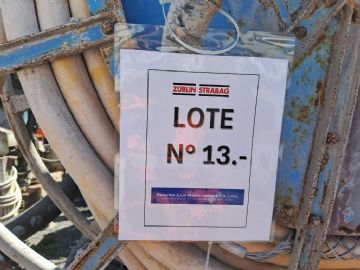 ZÜBLIN STRABAG
LOTE
Nº 13.-